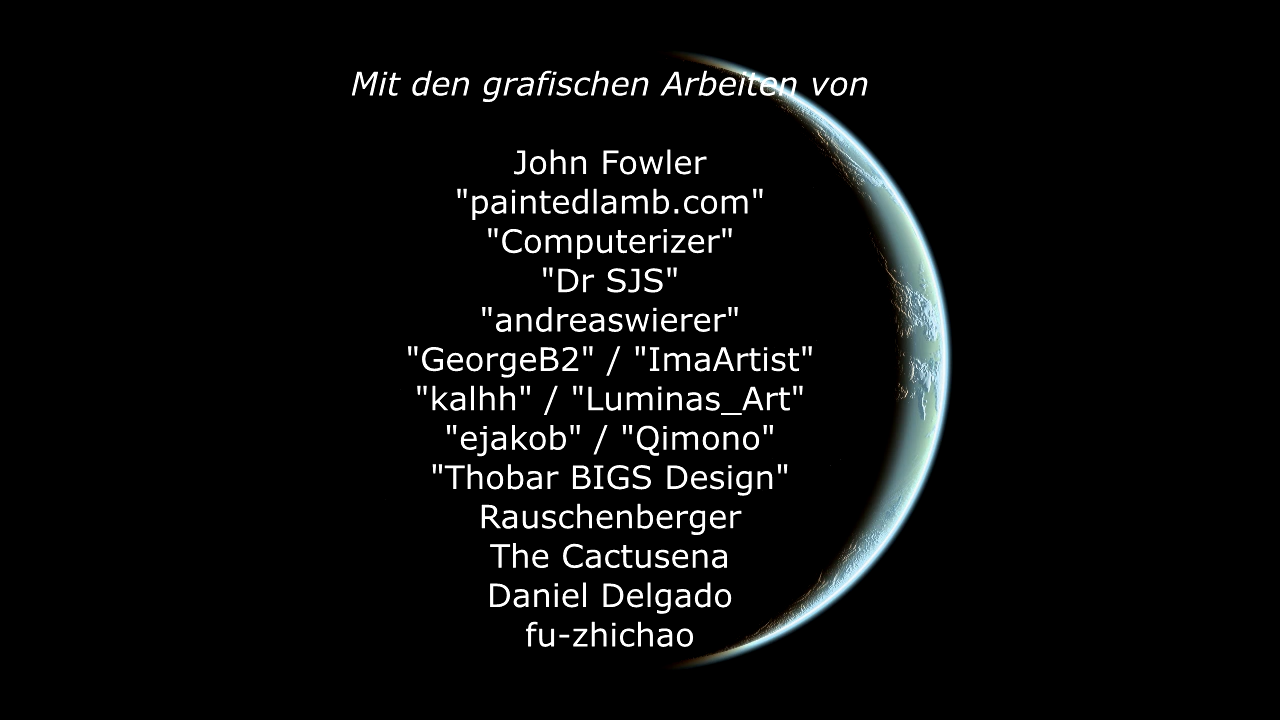 Mit den grafischen Arbeiten von
John Fowler
"paintedlamb.com"
"Computerizer"
"Dr SJS"
"andreaswierer"
"GeorgeB2" / "ImaArtist"
"kalhh" / "Luminas_Art"
"ejakob" / "Qimono"
"Thobar BIGS Design"
Rauschenberger
The Cactusena
Daniel Delgado
fu-zhichao